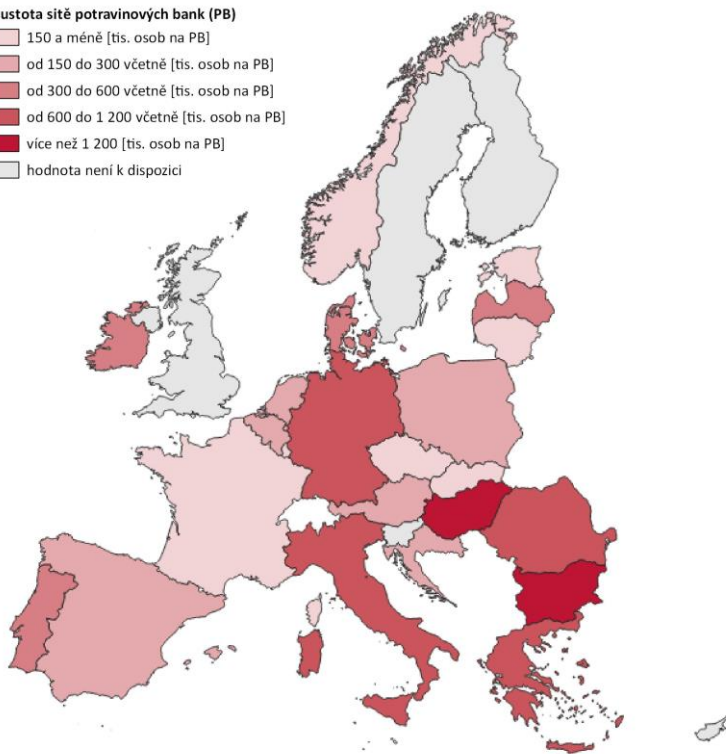 ustota sítě potravinových bank (PB)
150 a méně [tis. osob na PB]
od 150 do 300 včetně [tis. osob na PB]
od 300 do 600 včetně [tis. osob na PB]
od 600 do 1 200 včetně [tis. osob na PB]
více než 1 200 [tis. osob na PB]
hodnota není k dispozici